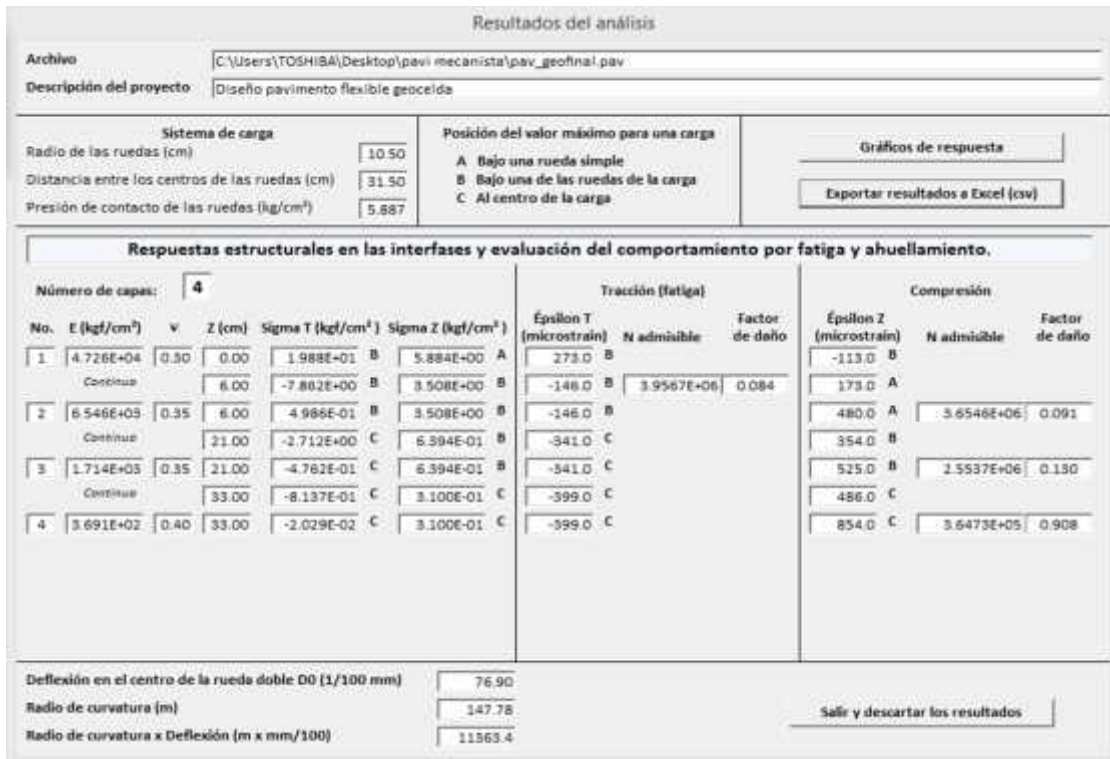 Resultados del análisis
Archivo C:\Users\TOSHIBA\Desktop\pavi mecanista\pav_geofinal.pav
Descripción del proyecto Diseño pavimento flexible geocelda
Sistema de carga
Radio de las ruedas (cm) 10.50
Distancia entre los centros de las ruedas (cm) 31.50
Presión de contacto de las ruedas (kg/cm²) 5.887
Posición del valor máximo para una carga
A Bajo una rueda simple
B Bajo una de las ruedas de la carga
C Al centro de la carga
Gráficos de respuesta
Exportar resultados a Excel (csv)
Respuestas estructurales en las interfases y evaluación del comportamiento por fatiga y ahuellamiento.
Número de capas: 4 Tracción (fatiga) Compresión
No. E (kgf/cm²) v Z (cm) Sigma T (kgf/cm²) Sigma Z (kgf/cm²) Épsilon T (microstrain) N admisible Factor de daño Épsilon Z (microstrain) N admisible Factor de daño
1 4.726E+04 0.30 0.00 1.988E+01 B 5.884E+00 A 273.0 B -113.0 B
Continua 6.00 -7.862E+00 B 3.508E+00 B -146.0 B 3.9567E+06 0.084 173.0 A
2 6.546E+03 0.35 6.00 4.986E-01 B 3.508E+00 B -146.0 B 480.0 A 3.6546E+06 0.091
Continua 21.00 -2.712E+00 C 6.394E-01 B -341.0 C 354.0 B
3 1.714E+03 0.35 21.00 -4.762E-01 C 6.394E-01 B -341.0 C 525.0 B 2.5537E+06 0.130
Continua 33.00 -8.137E-01 C 3.100E-01 C -399.0 C 486.0 C
4 3.691E+02 0.40 33.00 -2.029E-02 C 3.100E-01 C -399.0 C 854.0 C 3.6473E+05 0.908
Deflexión en el centro de la rueda doble D0 (1/100 mm) 76.90
Radio de curvatura (m) 147.78
Radio de curvatura x Deflexión (m x mm/100) 11363.4
Salir y descartar los resultados